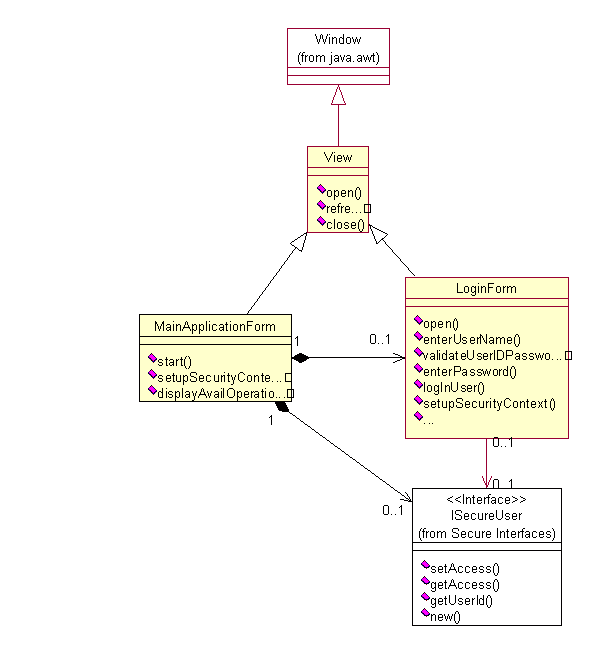 Window
(from java.awt)
View
open()
refre...
close()
LoginForm
open()
enterUserName()
validateUserIDPasswo...
enterPassword()
logInUser()
setupSecurityContext()
...
MainApplicationForm
start()
setupSecurityConte...
displayAvailOperatio...
1
0..1
1
0..1
0..1
0..1
<<Interface>>
ISecureUser
(from Secure Interfaces)
setAccess()
getAccess()
getUserId()
new()